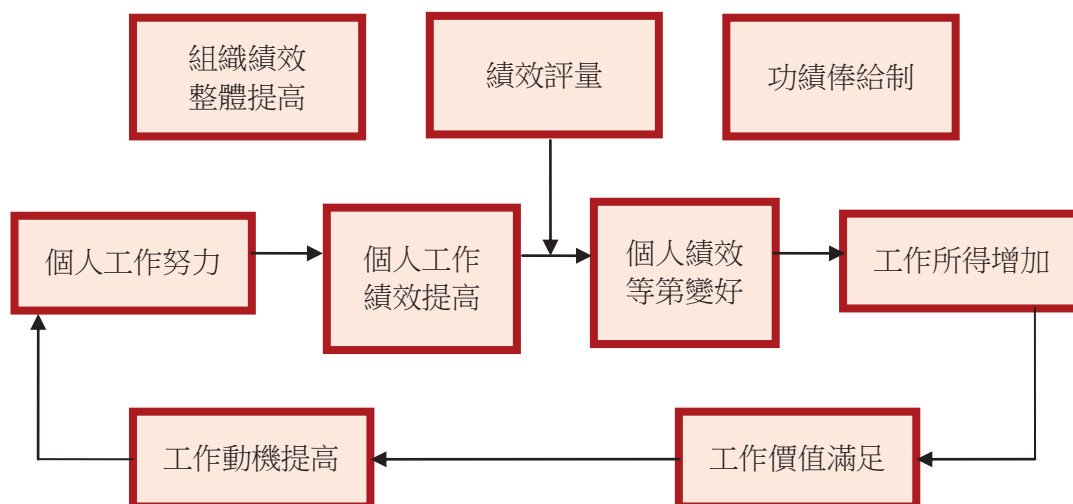 組織績效
整體提高
績效評量
功績俸給制
個人工作努力
個人工作
績效提高
個人績效
等第變好
工作所得增加
工作動機提高
工作價值滿足